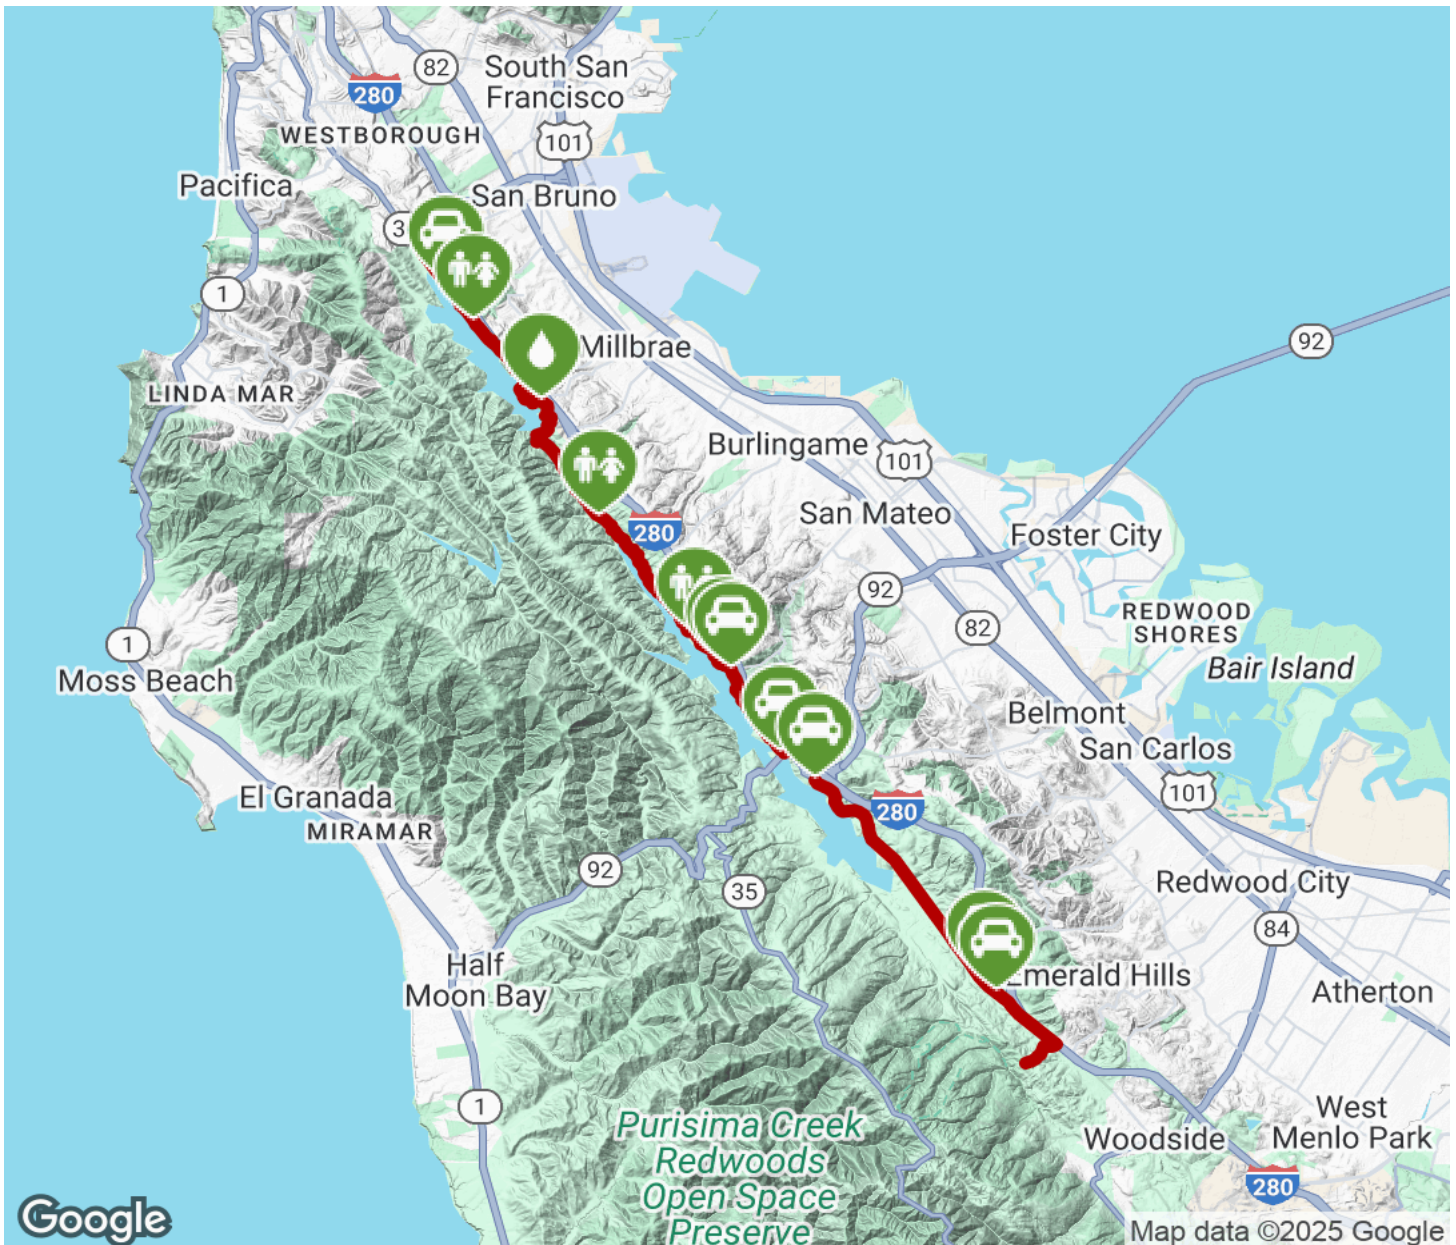 82
South San
Francisco
280
WESTBOROUGH
101
Pacifica
San Bruno
3
1
Millbrae
92
LINDA MAR
Burlingame
101
San Mateo
280
Foster City
92
REDWOOD
SHORES
82
1
Bair Island
Moss Beach
Belmont
San Carlos
101
El Granada
280
MIRAMAR
92
35
Redwood City
84
Half
Moon Bay
Emerald Hills
Atherton
1
Purisima Creek
Redwoods
Open Space
Preserve
West
Menlo Park
Woodside
280
Google
Map data ©2025 Google